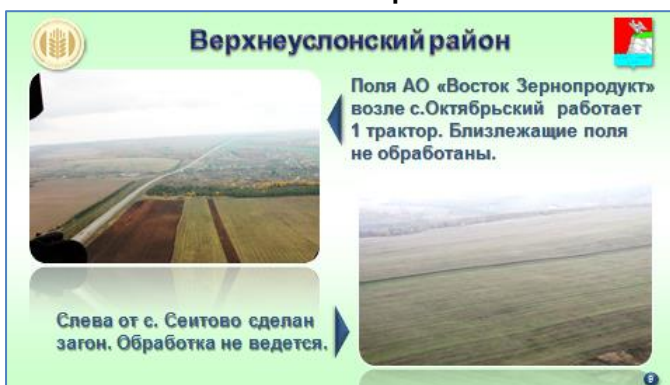 Верхнеуслонский район
Поля АО «Восток Зернопродукт»
возле с.Октябрьский работает
1 трактор. Близлежащие поля
не обработаны.
Слева от с. Сеитово сделан
загон. Обработка не ведется.